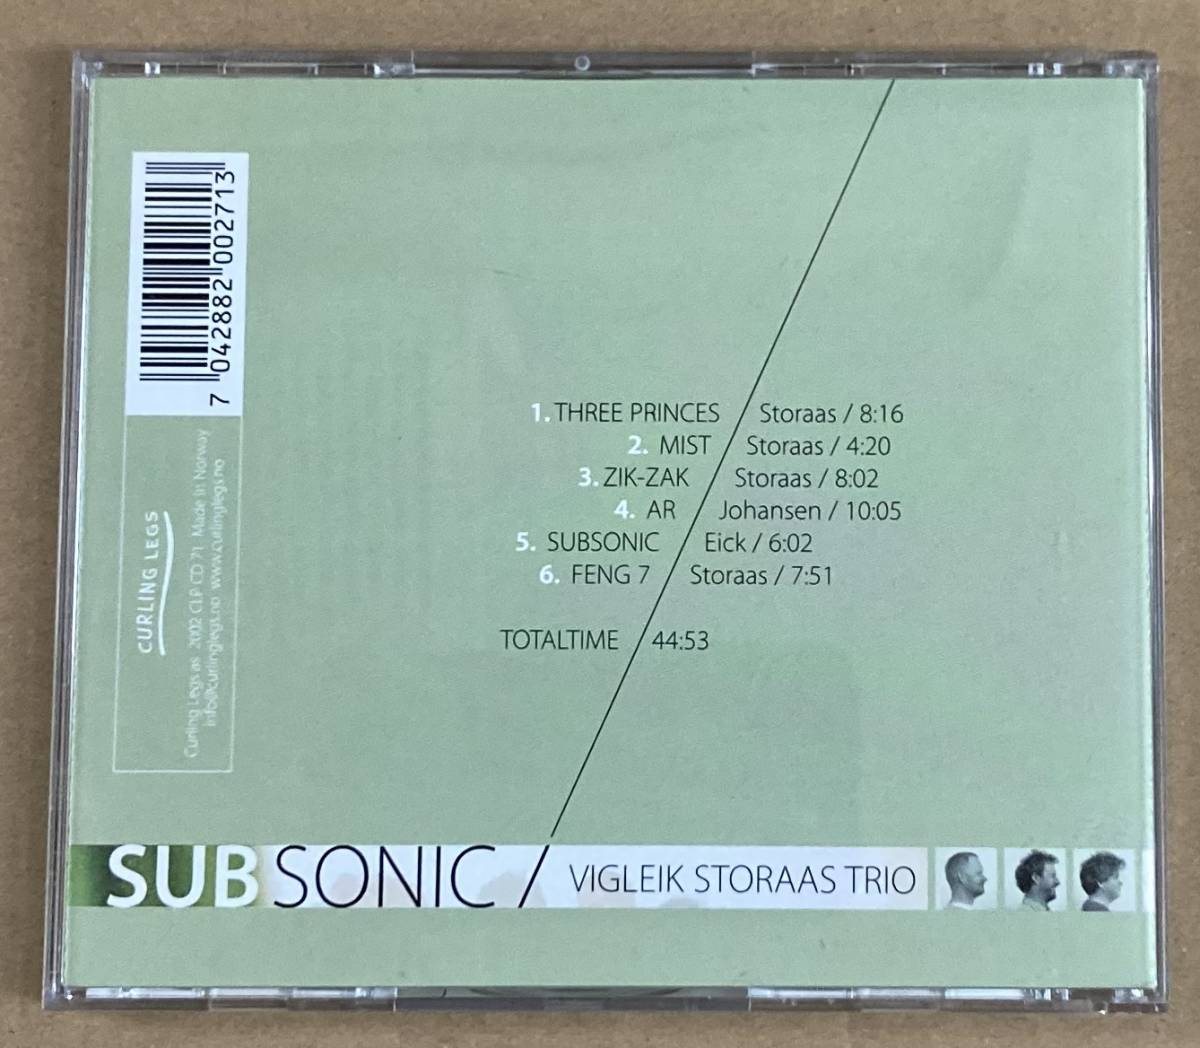 1. THREE PRINCES / Storaas / 8:16
2. MIST / Storaas / 4:20
3. ZIK-ZAK / Storaas / 8:02
4. AR / Johansen / 10:05
5. SUBSONIC / Eick / 6:02
6. FENG 7 / Storaas / 7:51
TOTALTIME / 44:53
SUBSONIC / VIGLEIK STORAAS TRIO
7 042882 002713
CURLING LEGS
Curling Legs as 2002 CLP CD 71 Made in Norway
info@curlinglegs.no www.curlinglegs.no